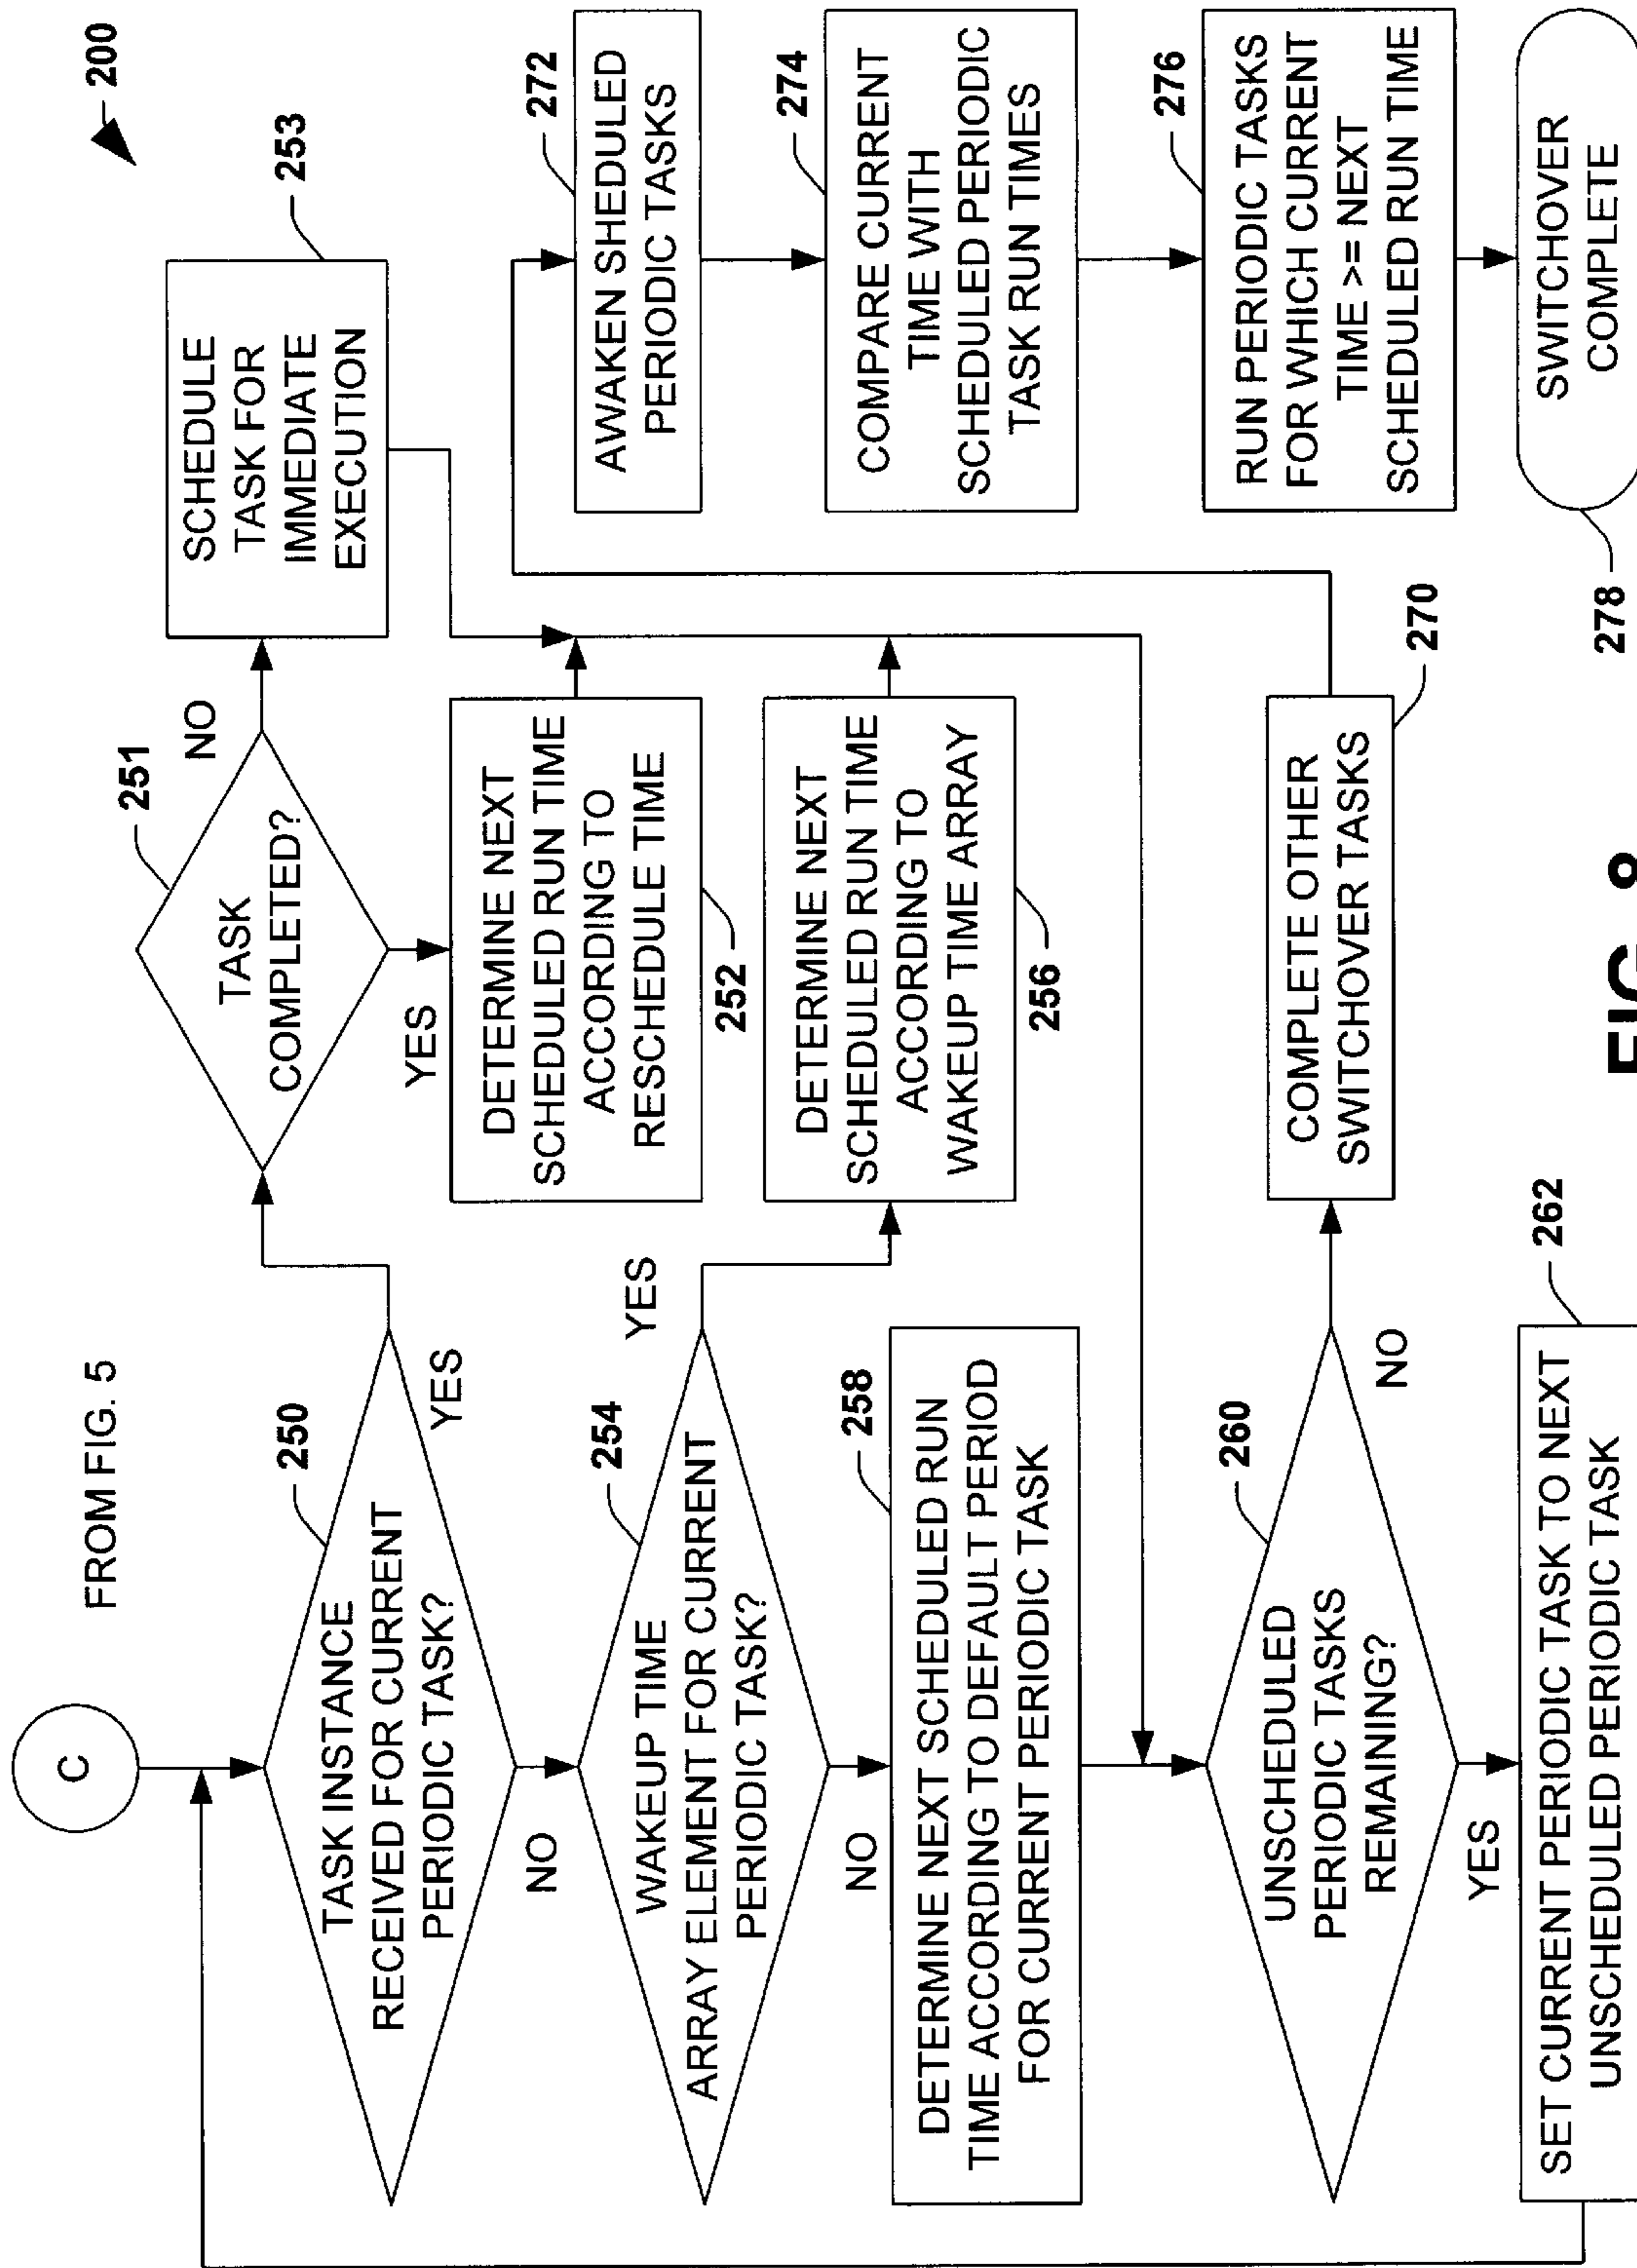 200
FROM FIG. 5
C
250
TASK INSTANCE
RECEIVED FOR CURRENT
PERIODIC TASK?
YES
NO
251
TASK
COMPLETED?
NO
YES
253
SCHEDULE
TASK FOR
IMMEDIATE
EXECUTION
DETERMINE NEXT
SCHEDULED RUN TIME
ACCORDING TO
RESCHEDULE TIME
252
254
WAKEUP TIME
ARRAY ELEMENT FOR CURRENT
PERIODIC TASK?
YES
NO
DETERMINE NEXT
SCHEDULED RUN TIME
ACCORDING TO
WAKEUP TIME ARRAY
256
258
DETERMINE NEXT SCHEDULED RUN
TIME ACCORDING TO DEFAULT PERIOD
FOR CURRENT PERIODIC TASK
260
UNSCHEDULED
PERIODIC TASKS
REMAINING?
NO
YES
262
SET CURRENT PERIODIC TASK TO NEXT
UNSCHEDULED PERIODIC TASK
COMPLETE OTHER
SWITCHOVER TASKS
270
272
AWAKEN SHEDULED
PERIODIC TASKS
274
COMPARE CURRENT
TIME WITH
SCHEDULED PERIODIC
TASK RUN TIMES
276
RUN PERIODIC TASKS
FOR WHICH CURRENT
TIME >= NEXT
SCHEDULED RUN TIME
278
SWITCHOVER
COMPLETE